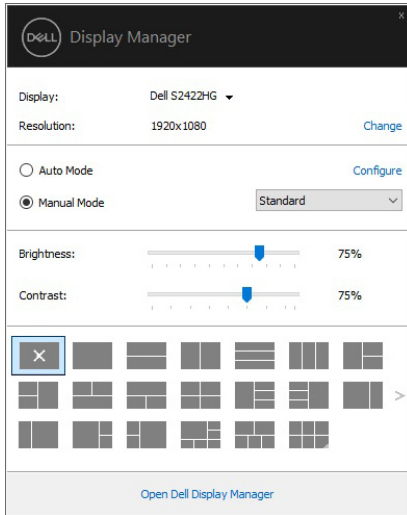 x
DELL Display Manager
Display: Dell S2422HG
Resolution: 1920x1080 Change
Auto Mode Configure
Manual Mode Standard
Brightness: 75%
Contrast: 75%
Open Dell Display Manager